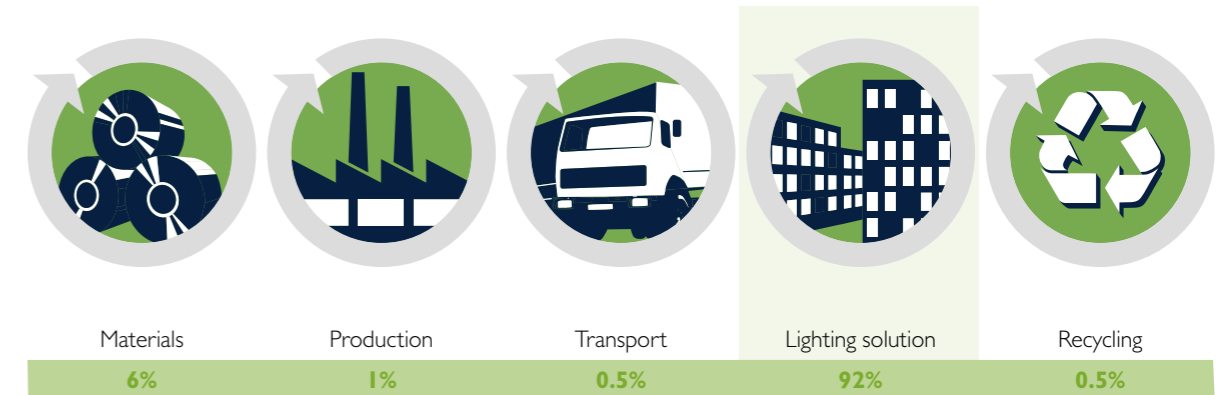 Materials Production Transport Lighting solution Recycling
6% 1% 0.5% 92% 0.5%